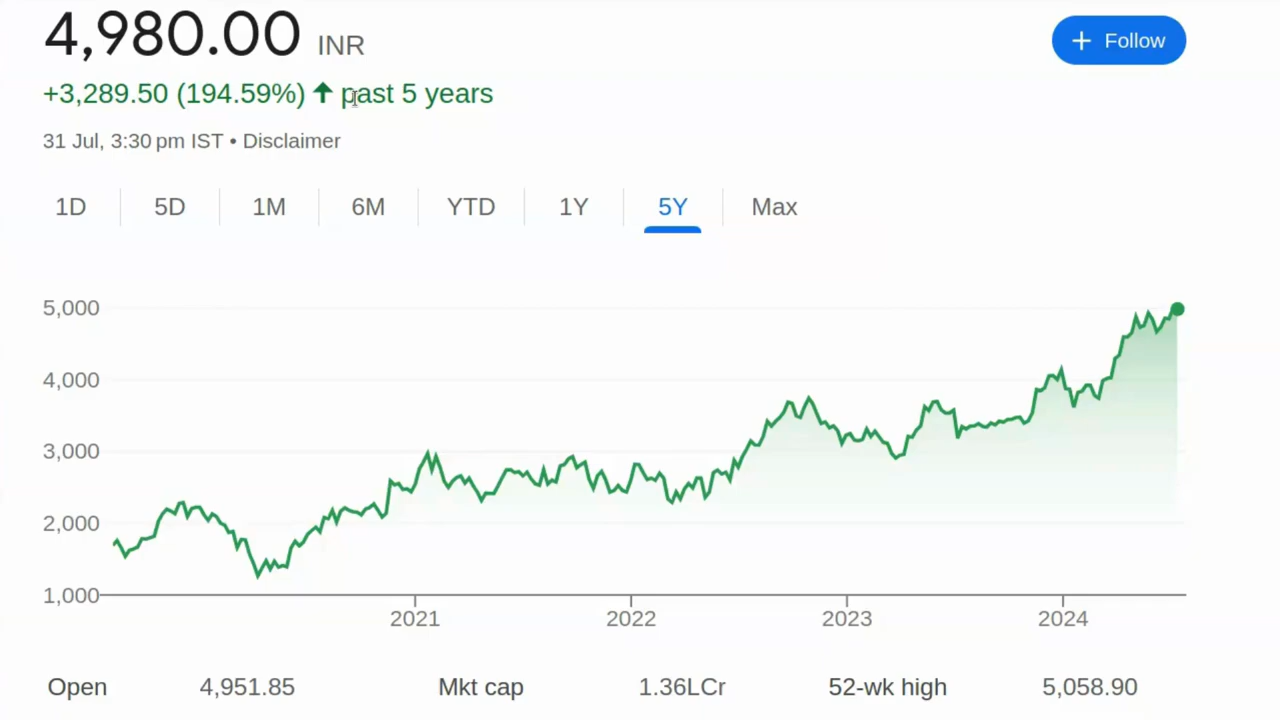 4,980.00 INR
+ Follow
+3,289.50 (194.59%) ↑ past 5 years
31 Jul, 3:30 pm IST • Disclaimer
1D 5D 1M 6M YTD 1Y 5Y Max
5,000
4,000
3,000
2,000
1,000
2021 2022 2023 2024
Open 4,951.85 Mkt cap 1.36LCr 52-wk high 5,058.90